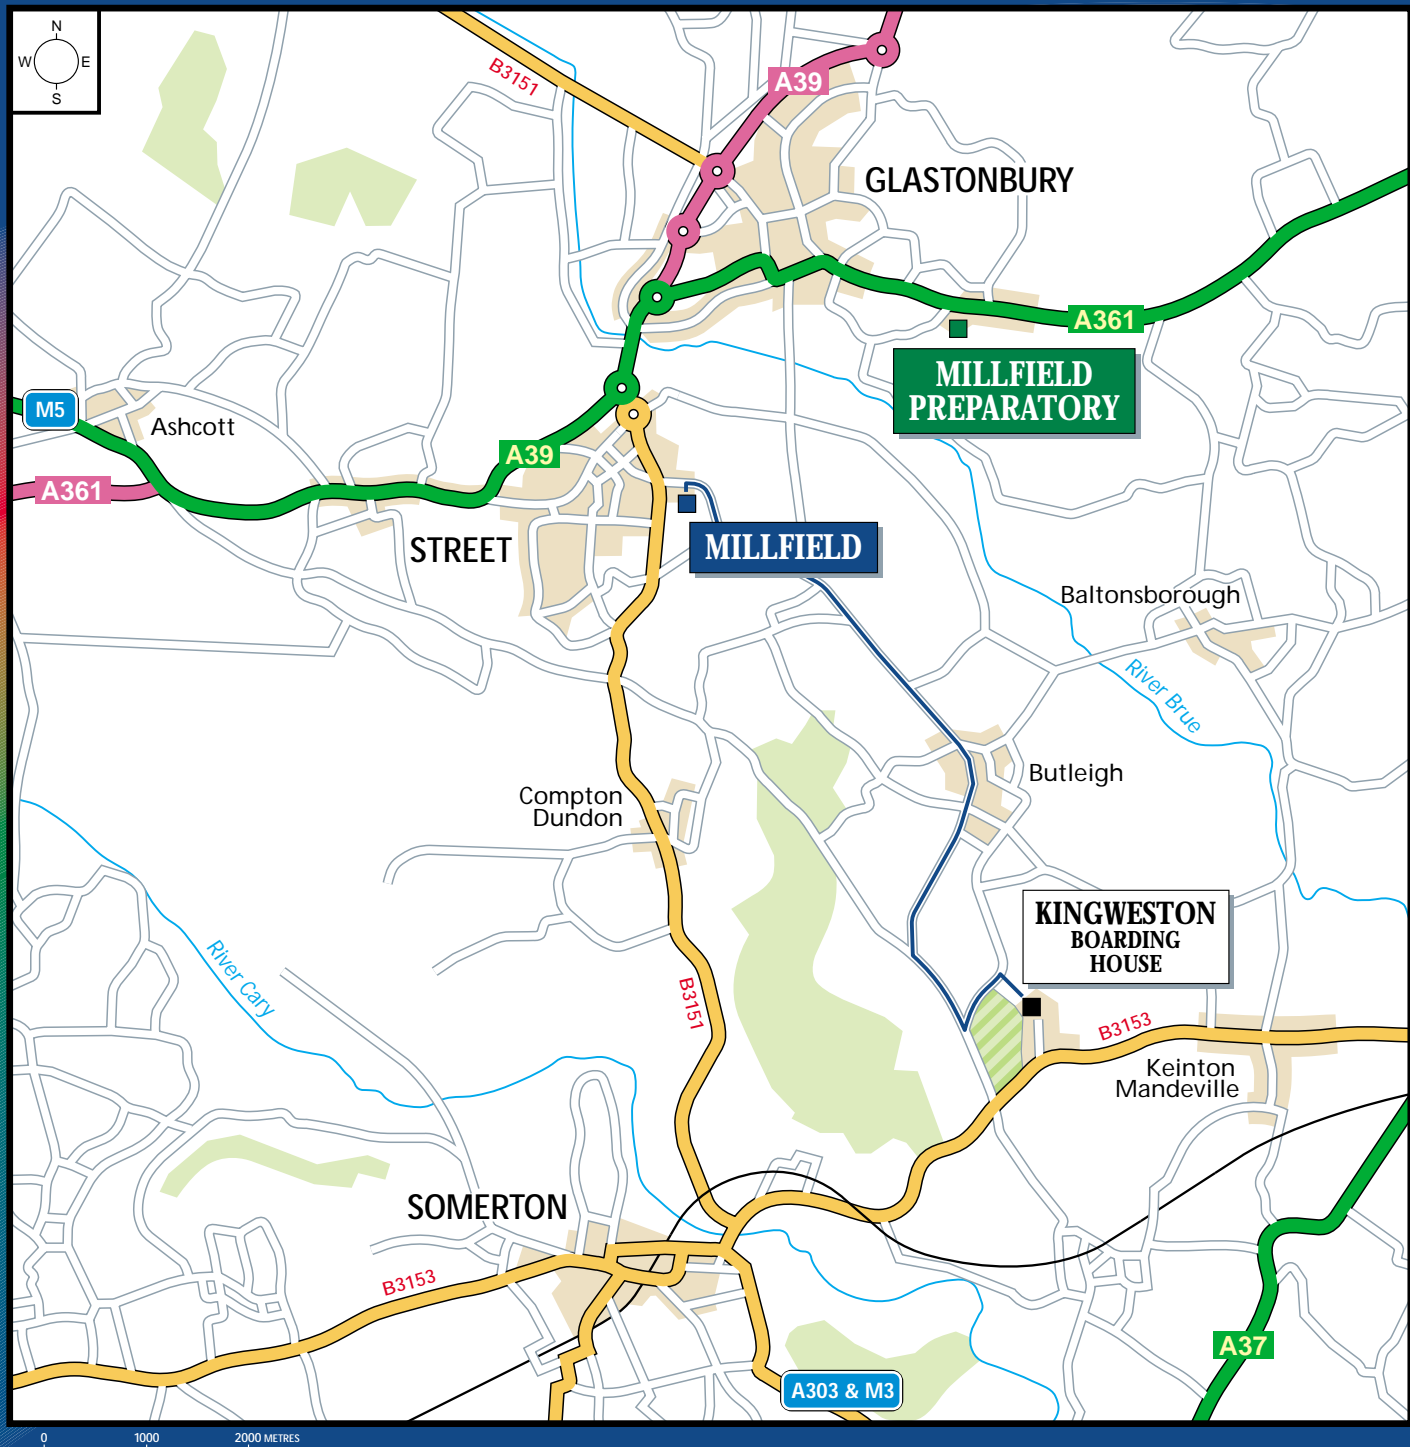 N
W E
S
B3151
A39
GLASTONBURY
A361
MILLFIELD
PREPARATORY
M5
Ashcott
A39
A361
STREET
MILLFIELD
Baltonsborough
River Brue
Butleigh
Compton
Dundon
KINGWESTON
BOARDING
HOUSE
River Cary
B3151
B3153
Keinton
Mandeville
SOMERTON
B3153
A37
A303 & M3
0 1000 2000 METRES